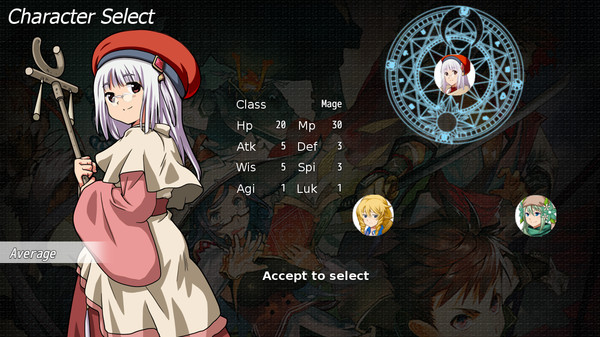 Character Select
Class Mage
Hp 20 Mp 30
Atk 5 Def 3
Wis 5 Spi 3
Agi 1 Luk 1
Average
Accept to select